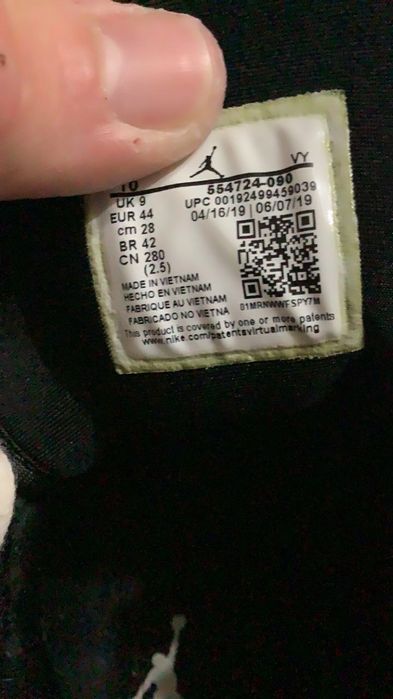 VY
10
554724-090
UK 9
UPC 00192499459039
EUR 44
04/16/19 | 06/07/19
cm 28
BR 42
CN 280
(2.5)
MADE IN VIETNAM
HECHO EN VIETNAM
FABRIQUE AU VIETNAM
FABRICADO NO VIETNA
01MRNWWFSPY7M
This product is covered by one or more patents
www.nike.com/patentsvirtualmarking